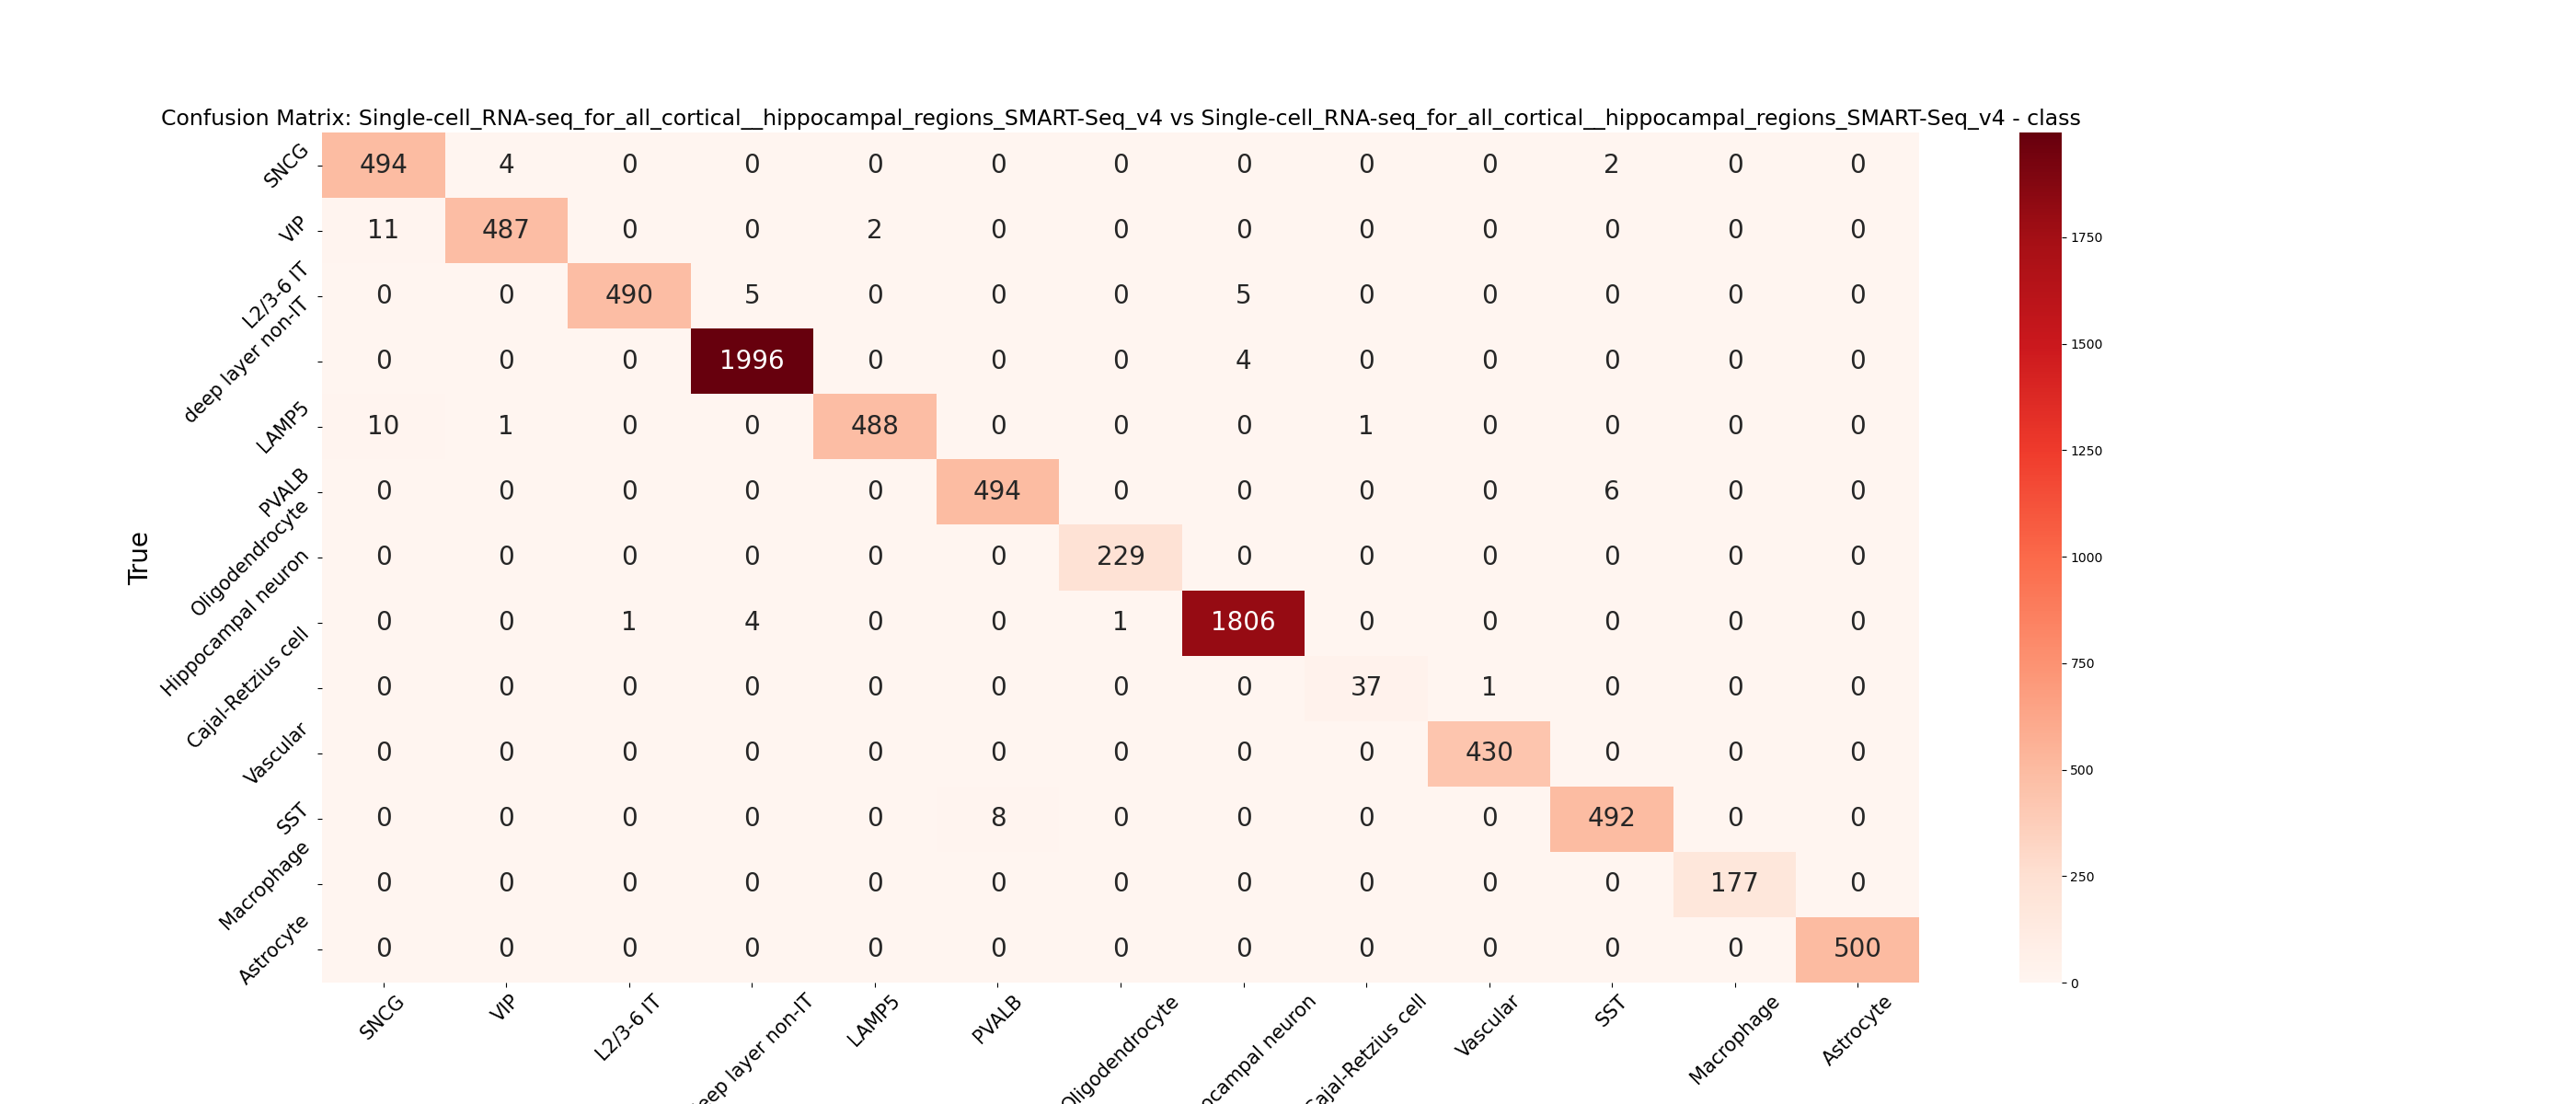 Confusion Matrix: Single-cell_RNA-seq_for_all_cortical__hippocampal_regions_SMART-Seq_v4 vs Single-cell_RNA-seq_for_all_cortical__hippocampal_regions_SMART-Seq_v4 - class
SNCG 494 4 0 0 0 0 0 0 0 0 2 0 0
VIP 11 487 0 0 2 0 0 0 0 0 0 0 0
L2/3-6 IT 0 0 490 5 0 0 0 5 0 0 0 0 0
deep layer non-IT 0 0 0 1996 0 0 0 4 0 0 0 0 0
LAMP5 10 1 0 0 488 0 0 0 1 0 0 0 0
PVALB 0 0 0 0 0 494 0 0 0 0 6 0 0
Oligodendrocyte 0 0 0 0 0 0 229 0 0 0 0 0 0
Hippocampal neuron 0 0 1 4 0 0 1 1806 0 0 0 0 0
Cajal-Retzius cell 0 0 0 0 0 0 0 0 37 1 0 0 0
Vascular 0 0 0 0 0 0 0 0 0 430 0 0 0
SST 0 0 0 0 0 8 0 0 0 0 492 0 0
Macrophage 0 0 0 0 0 0 0 0 0 0 0 177 0
Astrocyte 0 0 0 0 0 0 0 0 0 0 0 0 500
True
SNCG VIP L2/3-6 IT eep layer non-IT LAMP5 PVALB Oligodendrocyte ocampal neuron Cajal-Retzius cell Vascular SST Macrophage Astrocyte
1750
1500
1250
1000
750
500
250
0